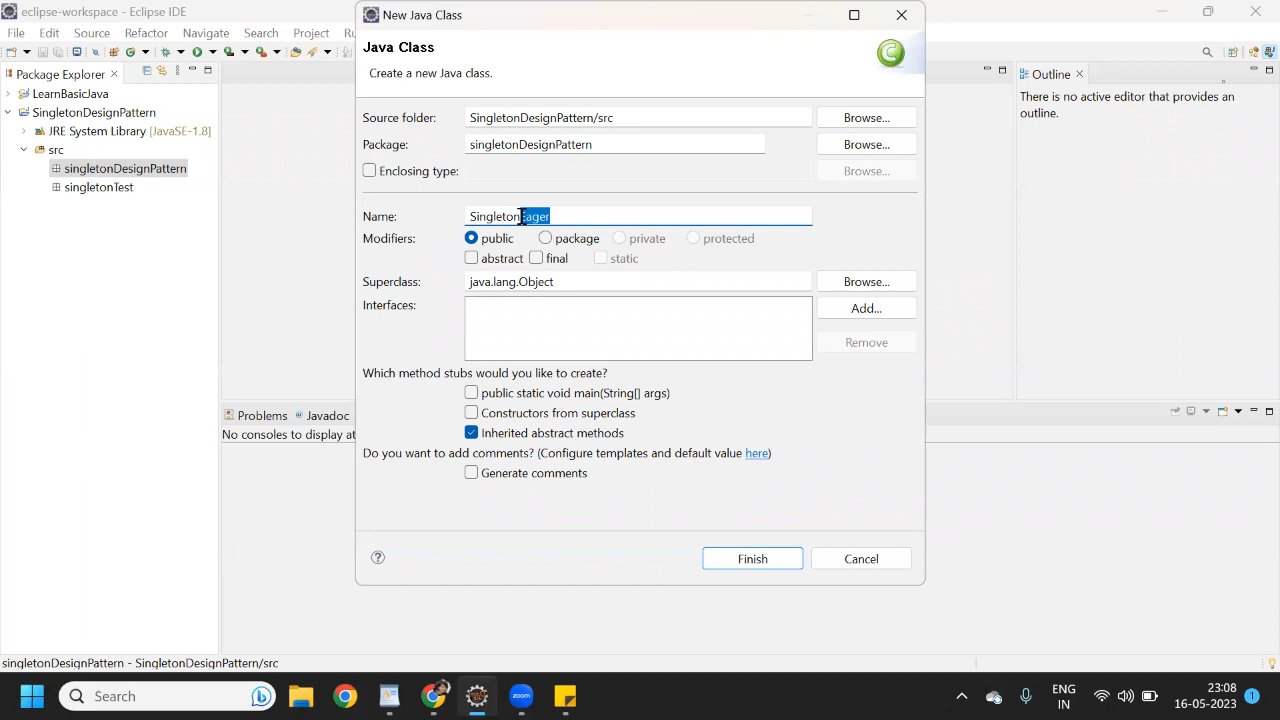 eclipse-workspace - Eclipse IDE
File Edit Source Refactor Navigate Search Project Ru
Package Explorer
LearnBasicJava
SingletonDesignPattern
JRE System Library [JavaSE-1.8]
src
singletonDesignPattern
singletonTest
New Java Class
Java Class
Create a new Java class.
Source folder: SingletonDesignPattern/src Browse...
Package: singletonDesignPattern Browse...
Enclosing type: Browse...
Name: SingletonEager
Modifiers: public package private protected
abstract final static
Superclass: java.lang.Object Browse...
Interfaces: Add...
Remove
Which method stubs would you like to create?
public static void main(String[] args)
Constructors from superclass
Inherited abstract methods
Do you want to add comments? (Configure templates and default value here)
Generate comments
Finish Cancel
Outline
There is no active editor that provides an
outline.
Problems Javadoc
No consoles to display at
singletonDesignPattern - SingletonDesignPattern/src
Search
ENG
IN
23:08
16-05-2023
1